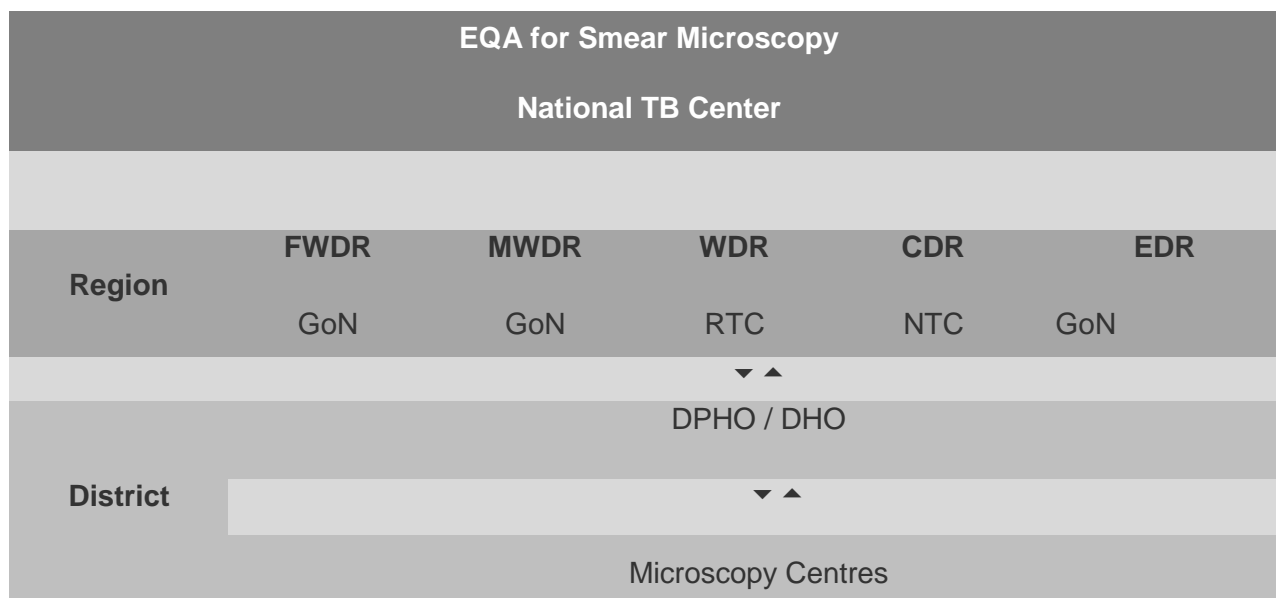 EQA for Smear Microscopy
National TB Center
FWDR MWDR WDR CDR EDR
Region
GoN GoN RTC NTC GoN
DPHO / DHO
District
Microscopy Centres